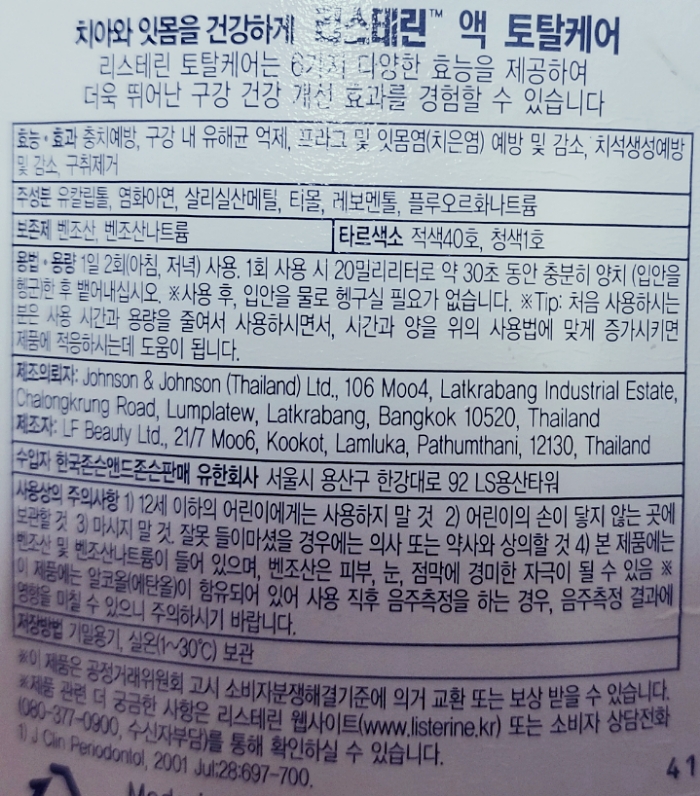 치아와 잇몸을 건강하게 리스테린™ 액 토탈케어
리스테린 토탈케어는 6가지 다양한 효능을 제공하여
더욱 뛰어난 구강 건강 개선 효과를 경험할 수 있습니다
효능·효과 충치예방, 구강 내 유해균 억제, 프라그 및 잇몸염(치은염) 예방 및 감소, 치석생성예방
및 감소, 구취제거
주성분 유칼립톨, 염화아연, 살리실산메틸, 티몰, 레보멘톨, 플루오르화나트륨
보존제 벤조산, 벤조산나트륨 타르색소 적색40호, 청색1호
용법·용량 1일 2회(아침, 저녁) 사용. 1회 사용 시 20밀리리터로 약 30초 동안 충분히 양치 (입안을
헹굼)한 후 뱉어내십시오. ※사용 후, 입안을 물로 헹구실 필요가 없습니다. ※Tip: 처음 사용하시는
분은 사용 시간과 용량을 줄여서 사용하시면서, 시간과 양을 위의 사용법에 맞게 증가시키면
제품에 적응하시는데 도움이 됩니다.
제조의뢰자: Johnson & Johnson (Thailand) Ltd., 106 Moo4, Latkrabang Industrial Estate,
Chalongkrung Road, Lumplatew, Latkrabang, Bangkok 10520, Thailand
제조자: LF Beauty Ltd., 21/7 Moo6, Kookot, Lamluka, Pathumthani, 12130, Thailand
수입자 한국존슨앤드존슨판매 유한회사 서울시 용산구 한강대로 92 LS용산타워
사용상의 주의사항 1) 12세 이하의 어린이에게는 사용하지 말 것 2) 어린이의 손이 닿지 않는 곳에
보관할 것 3) 마시지 말 것. 잘못 들이마셨을 경우에는 의사 또는 약사와 상의할 것 4) 본 제품에는
벤조산 및 벤조산나트륨이 들어 있으며, 벤조산은 피부, 눈, 점막에 경미한 자극이 될 수 있음 ※
이 제품에는 알코올(에탄올)이 함유되어 있어 사용 직후 음주측정을 하는 경우, 음주측정 결과에
영향을 미칠 수 있으니 주의하시기 바랍니다.
저장방법 기밀용기, 실온(1~30℃) 보관
※이 제품은 공정거래위원회 고시 소비자분쟁해결기준에 의거 교환 또는 보상 받을 수 있습니다.
※제품 관련 더 궁금한 사항은 리스테린 웹사이트(www.listerine.kr) 또는 소비자 상담전화
(080-377-0900, 수신자부담)를 통해 확인하실 수 있습니다.
1) J Clin Periodontol, 2001 Jul;28:697-700.
41